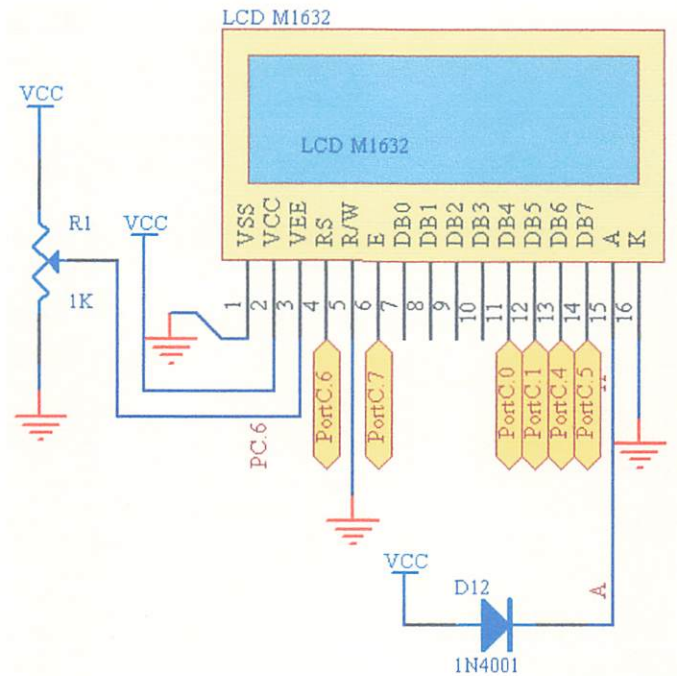 LCD M1632
LCD M1632
VCC
R1
1K
VCC
VSS
VCC
VEE
RS
R/W
E
DB0
DB1
DB2
DB3
DB4
DB5
DB6
DB7
A
K
1
2
3
4
5
6
7
8
9
10
11
12
13
14
15
16
PC.6
PortC.6
PortC.7
PortC.0
PortC.1
PortC.4
PortC.5
A
VCC
D12
1N4001